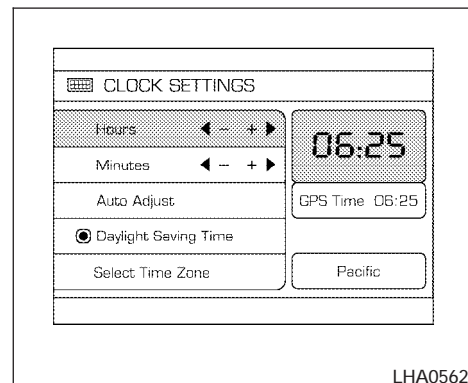 CLOCK SETTINGS
Hours ◀ - + ▶
Minutes ◀ - + ▶
Auto Adjust
Daylight Saving Time
Select Time Zone
06:25
GPS Time 06:25
Pacific
LHA0562